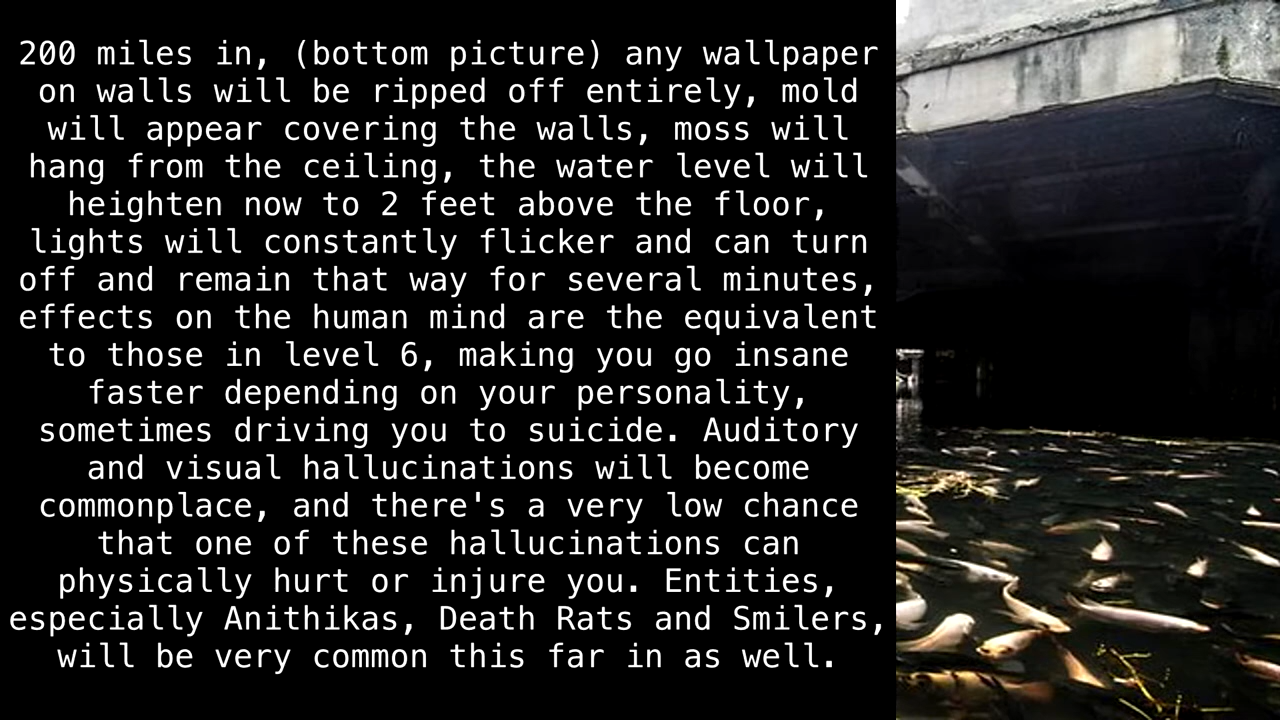 200 miles in, (bottom picture) any wallpaper
on walls will be ripped off entirely, mold
will appear covering the walls, moss will
hang from the ceiling, the water level will
heighten now to 2 feet above the floor,
lights will constantly flicker and can turn
off and remain that way for several minutes,
effects on the human mind are the equivalent
to those in level 6, making you go insane
faster depending on your personality,
sometimes driving you to suicide. Auditory
and visual hallucinations will become
commonplace, and there's a very low chance
that one of these hallucinations can
physically hurt or injure you. Entities,
especially Anithikas, Death Rats and Smilers,
will be very common this far in as well.